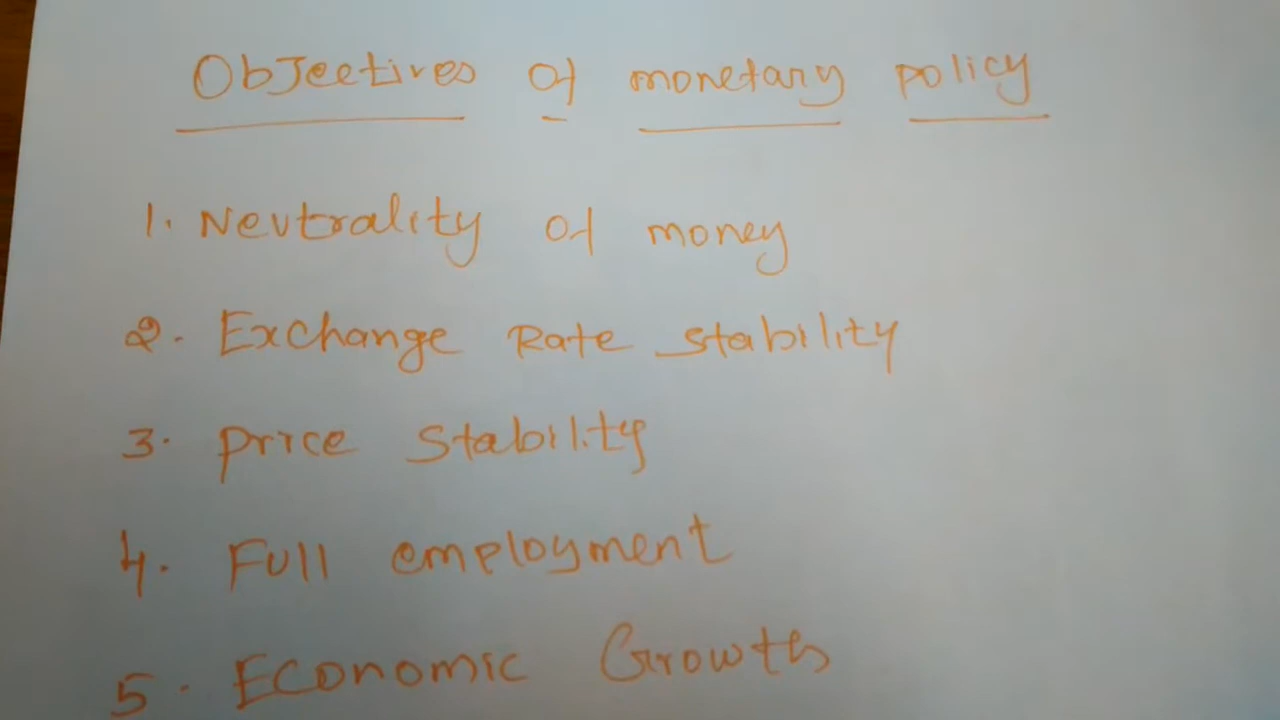 Objectives of monetary policy
1. Neutrality of money
2. Exchange Rate stability
3. Price stability
4. Full employment
5. Economic Growth